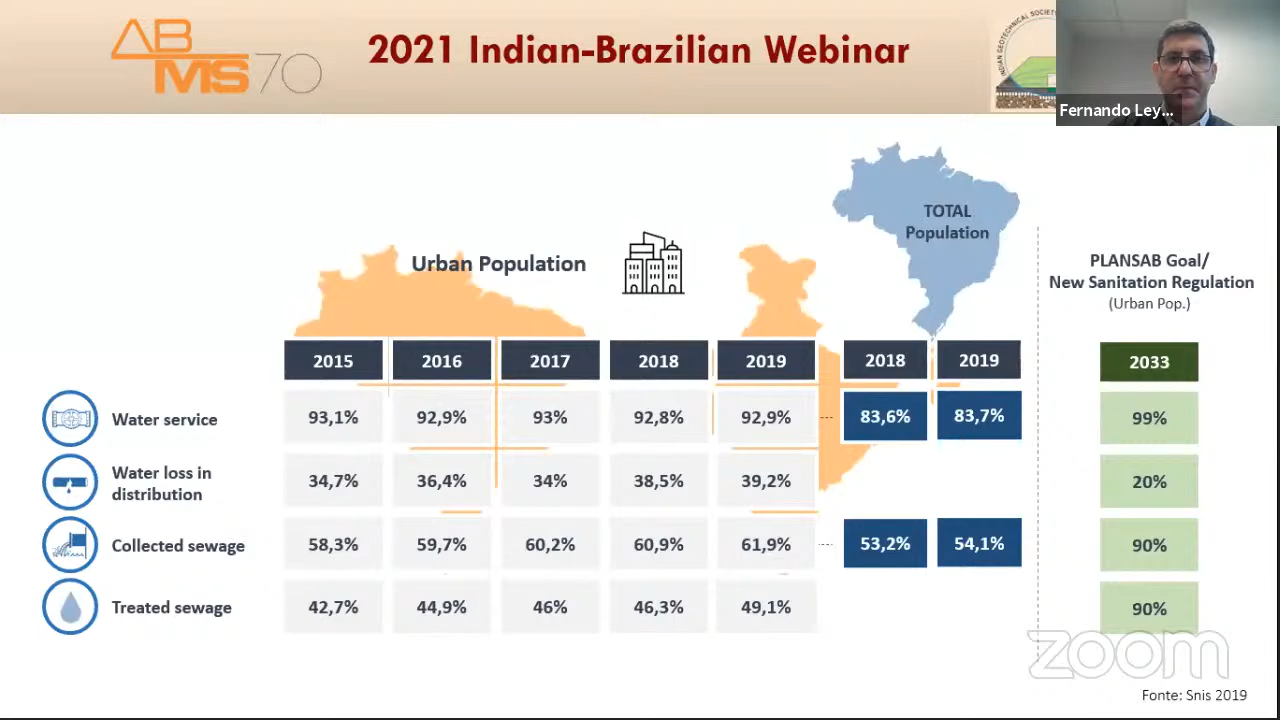 ABMS70
2021 Indian-Brazilian Webinar
INDIAN GEOTECHNICAL SOCIETY
Fernando Ley...
TOTAL
Population
Urban Population
PLANSAB Goal/
New Sanitation Regulation
(Urban Pop.)
2015 2016 2017 2018 2019 2018 2019 2033
Water service 93,1% 92,9% 93% 92,8% 92,9% 83,6% 83,7% 99%
Water loss in
distribution 34,7% 36,4% 34% 38,5% 39,2% 20%
Collected sewage 58,3% 59,7% 60,2% 60,9% 61,9% 53,2% 54,1% 90%
Treated sewage 42,7% 44,9% 46% 46,3% 49,1% 90%
zoom
Fonte: Snis 2019